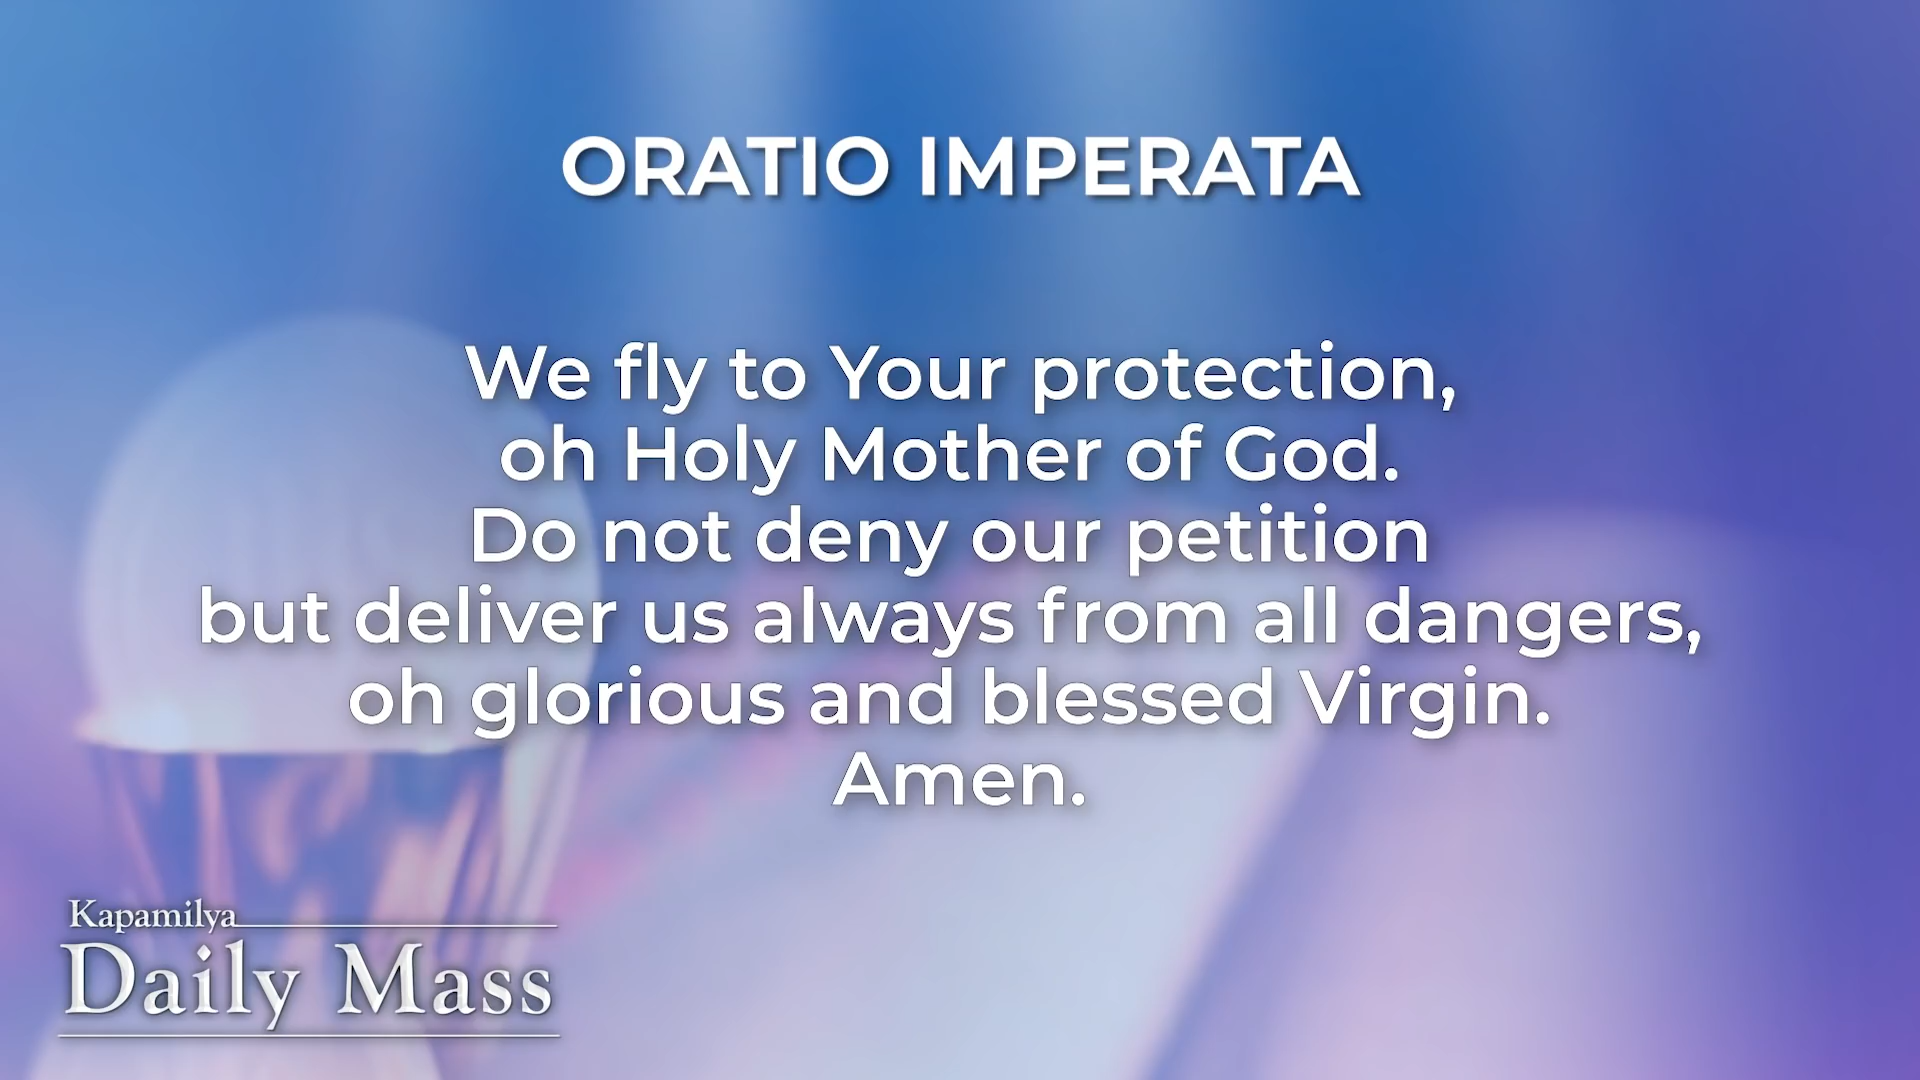 ORATIO IMPERATA
We fly to Your protection,
oh Holy Mother of God.
Do not deny our petition
but deliver us always from all dangers,
oh glorious and blessed Virgin.
Amen.
Kapamilya
Daily Mass